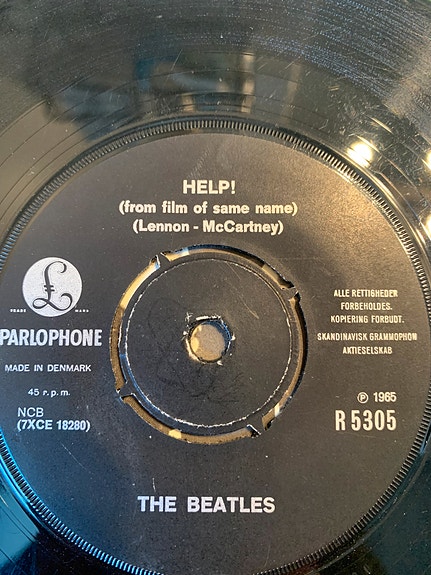 HELP!
(from film of same name)
(Lennon - McCartney)
£
TRADE MARK
PARLOPHONE
MADE IN DENMARK
45 r.p.m.
NCB
(7XCE 18280)
ALLE RETTIGHEDER
FORBEHOLDES.
KOPIERING FORBUDT.
SKANDINAVISK GRAMMOPHON
AKTIESELSKAB
℗ 1965
R 5305
THE BEATLES